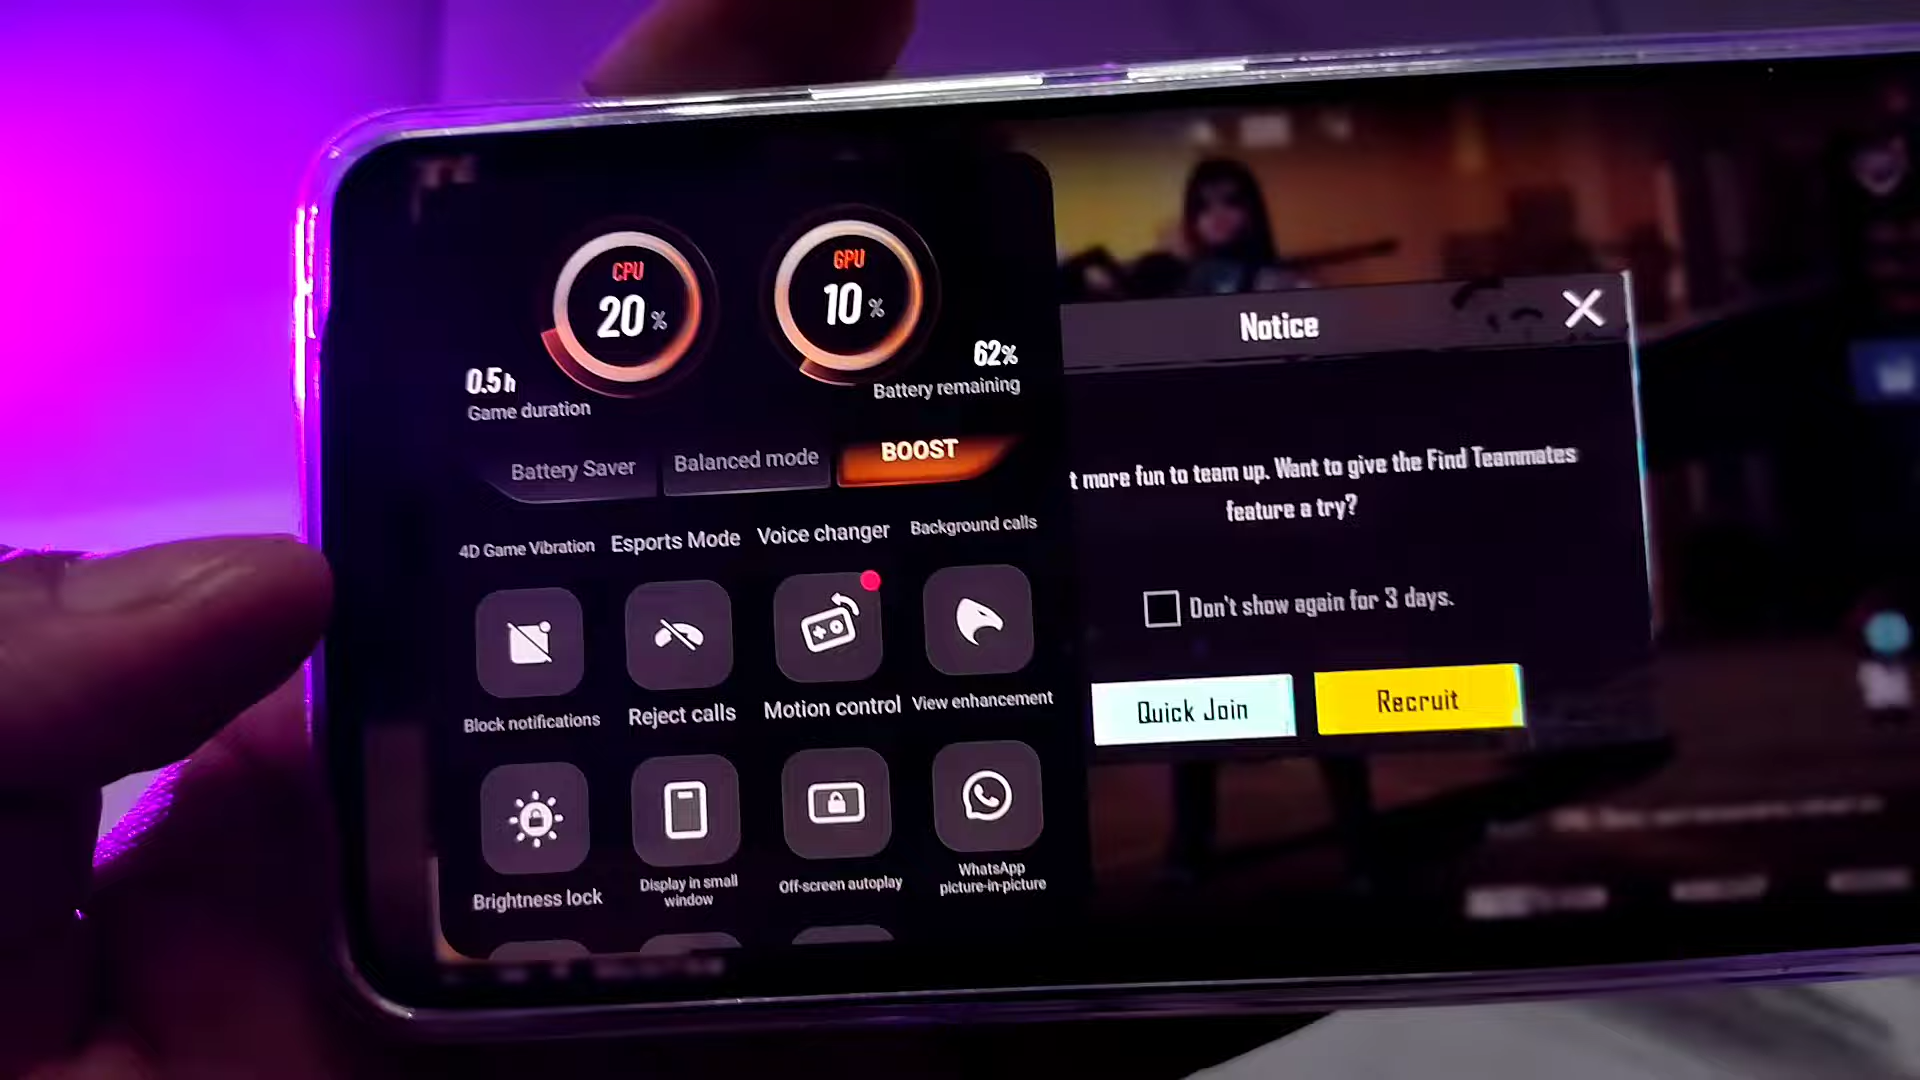 CPU
20 %
GPU
10 %
0.5h
Game duration
62%
Battery remaining
Battery Saver
Balanced mode
BOOST
4D Game Vibration
Esports Mode
Voice changer
Background calls
Block notifications
Reject calls
Motion control
View enhancement
Brightness lock
Display in small
window
Off-screen autoplay
WhatsApp
picture-in-picture
Notice
t more fun to team up. Want to give the Find Teammates
feature a try?
Don't show again for 3 days.
Quick Join
Recruit